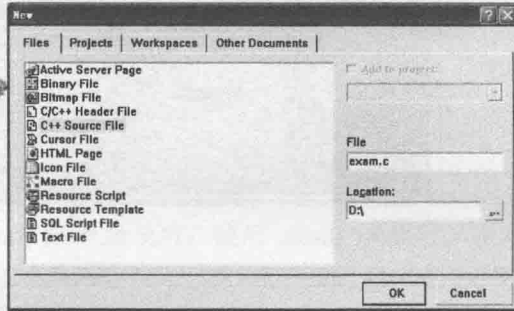 New
Files
Projects
Workspaces
Other Documents
Active Server Page
Binary File
Bitmap File
C/C++ Header File
C++ Source File
Cursor File
HTML Page
Icon File
Macro File
Resource Script
Resource Template
SQL Script File
Text File
Add to project:
File
exam.c
Location:
D:\
...
OK
Cancel